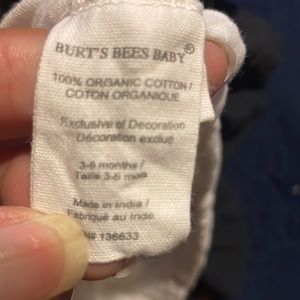 BURT'S BEES BABY®
100% ORGANIC COTTON /
COTON ORGANIQUE
Exclusive of Decoration
Décoration exclue
3-6 months /
Taille 3-6 mois
Made in India /
Fabriqué au Inde
136633